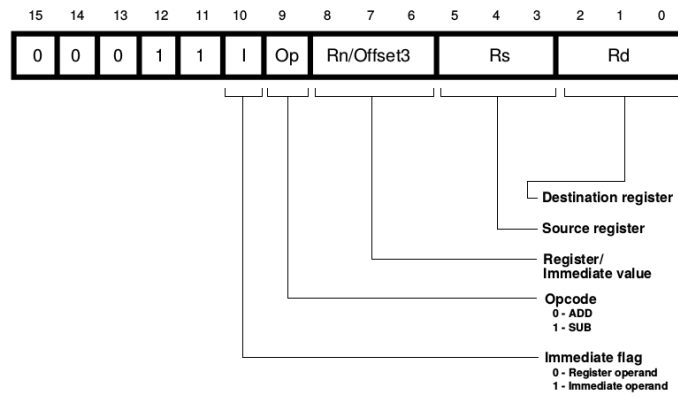 15 14 13 12 11 10 9 8 7 6 5 4 3 2 1 0
0 0 0 1 1 I Op Rn/Offset3 Rs Rd
Destination register
Source register
Register/
Immediate value
Opcode
0 - ADD
1 - SUB
Immediate flag
0 - Register operand
1 - Immediate operand